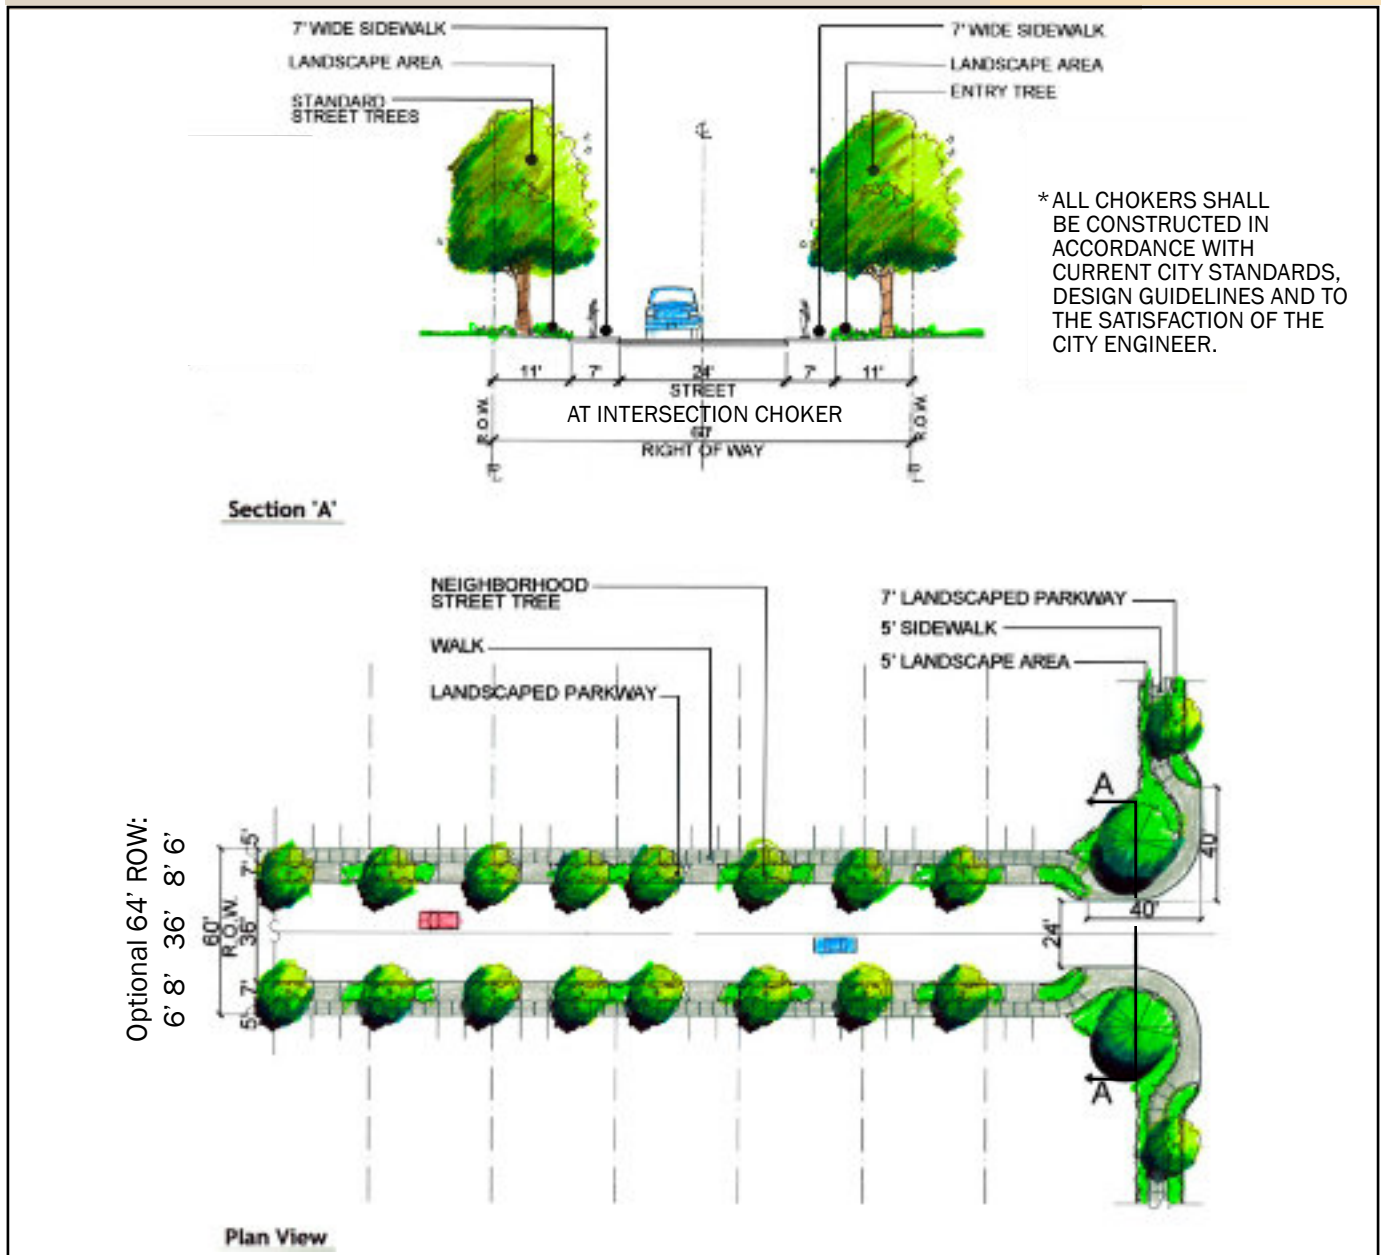 7' WIDE SIDEWALK
LANDSCAPE AREA
STANDARD
STREET TREES
7' WIDE SIDEWALK
LANDSCAPE AREA
ENTRY TREE
*ALL CHOKERS SHALL
BE CONSTRUCTED IN
ACCORDANCE WITH
CURRENT CITY STANDARDS,
DESIGN GUIDELINES AND TO
THE SATISFACTION OF THE
CITY ENGINEER.
11' 7' 24' 7' 11'
STREET
AT INTERSECTION CHOKER
R.O.W. 60' R.O.W.
RIGHT OF WAY
Section 'A'
NEIGHBORHOOD
STREET TREE
WALK
LANDSCAPED PARKWAY
7' LANDSCAPED PARKWAY
5' SIDEWALK
5' LANDSCAPE AREA
A
40'
40'
24'
A
Optional 64' ROW:
6' 8' 36' 8' 6'
60'
R.O.W.
5' 7' 36' 7' 5'
Plan View